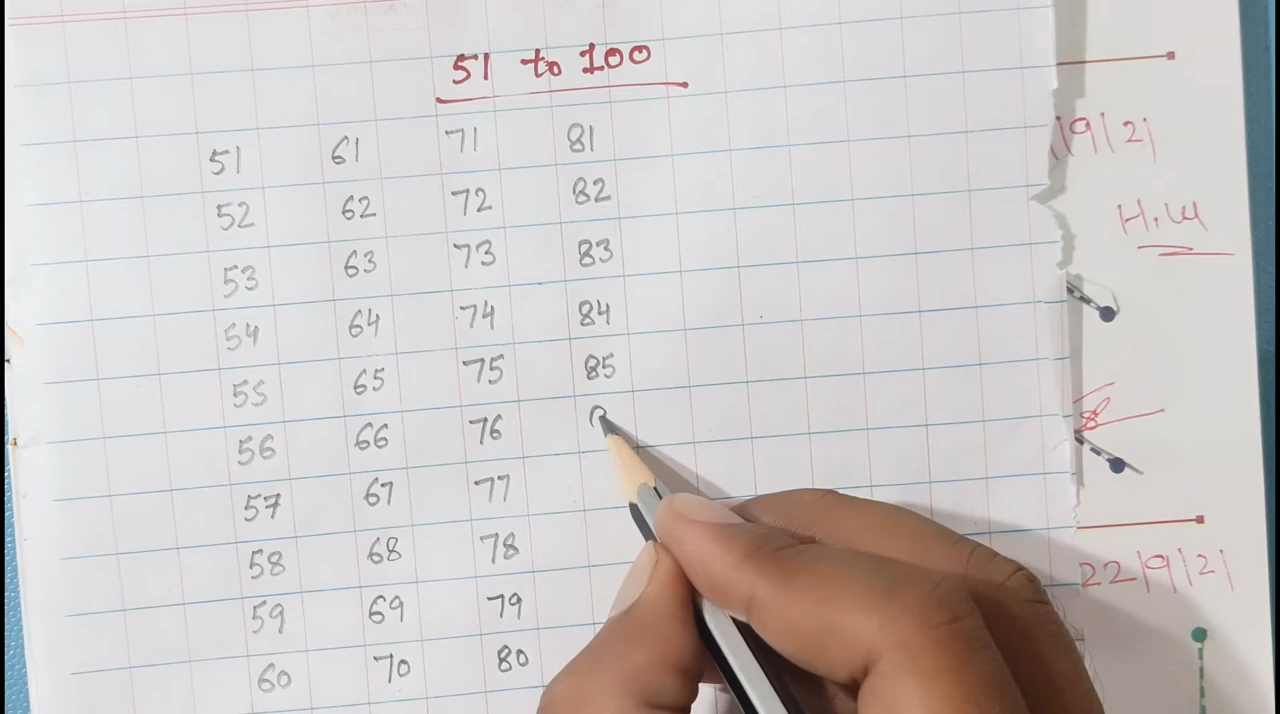 51 to 100
51 61 71 81
52 62 72 82
53 63 73 83
54 64 74 84
55 65 75 85
56 66 76
57 67 77
58 68 78
59 69 79
60 70 80
19/21
H.W
22/9/21